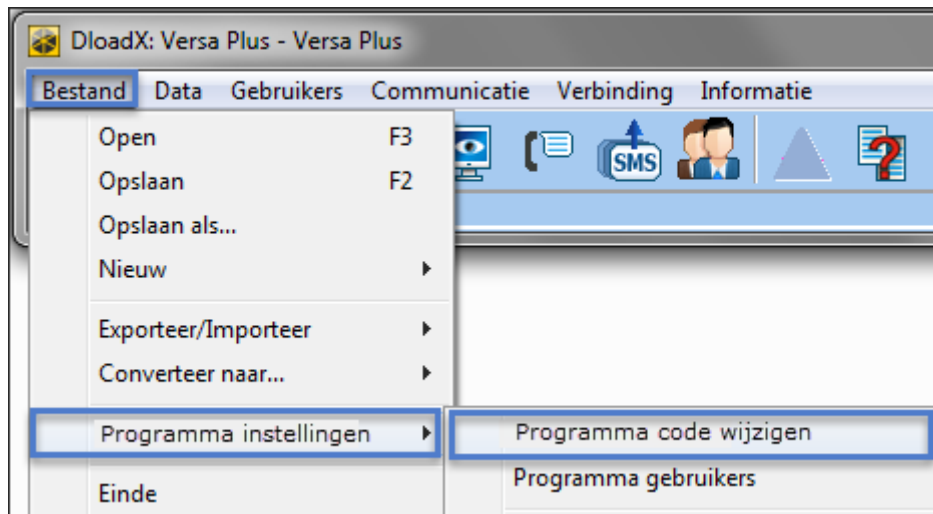 DloadX: Versa Plus - Versa Plus
Bestand Data Gebruikers Communicatie Verbinding Informatie
Open F3
Opslaan F2
Opslaan als...
Nieuw
SMS
Exporteer/Importeer
Converteer naar...
Programma instellingen
Programma code wijzigen
Programma gebruikers
Einde